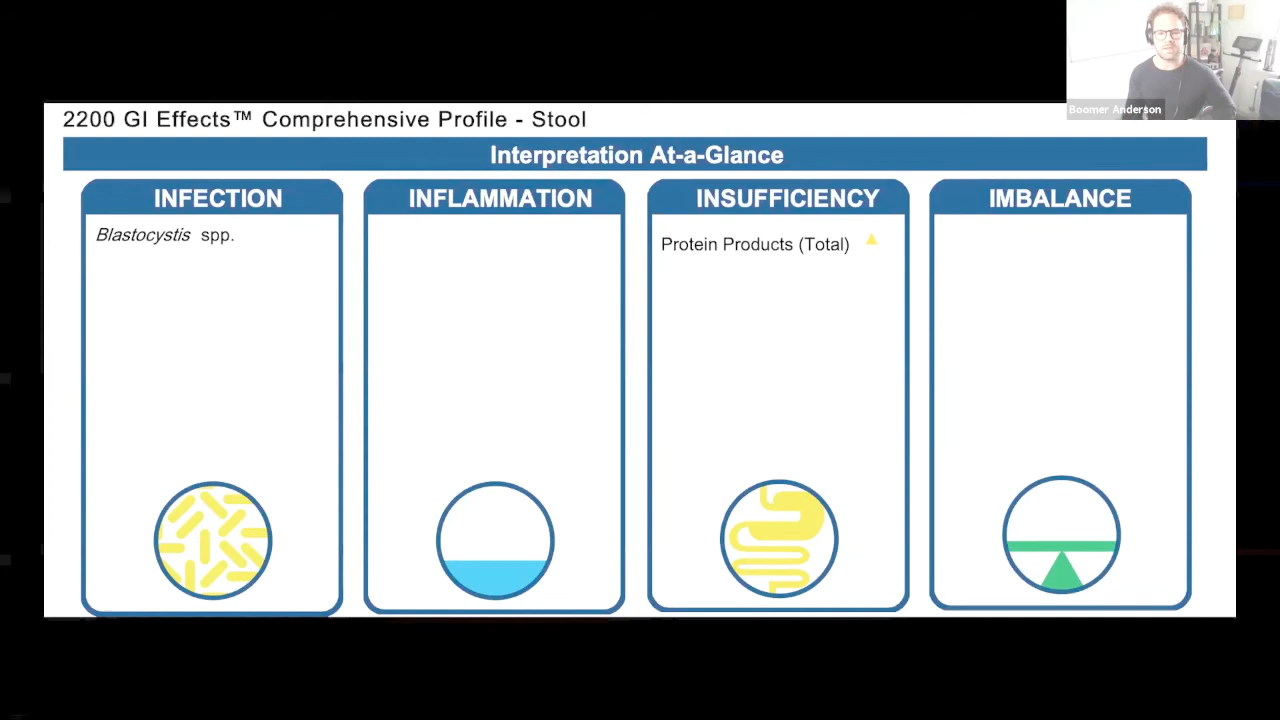 Boomer Anderson
2200 GI Effects™ Comprehensive Profile - Stool
Interpretation At-a-Glance
INFECTION
Blastocystis spp.
INFLAMMATION
INSUFFICIENCY
Protein Products (Total)
IMBALANCE